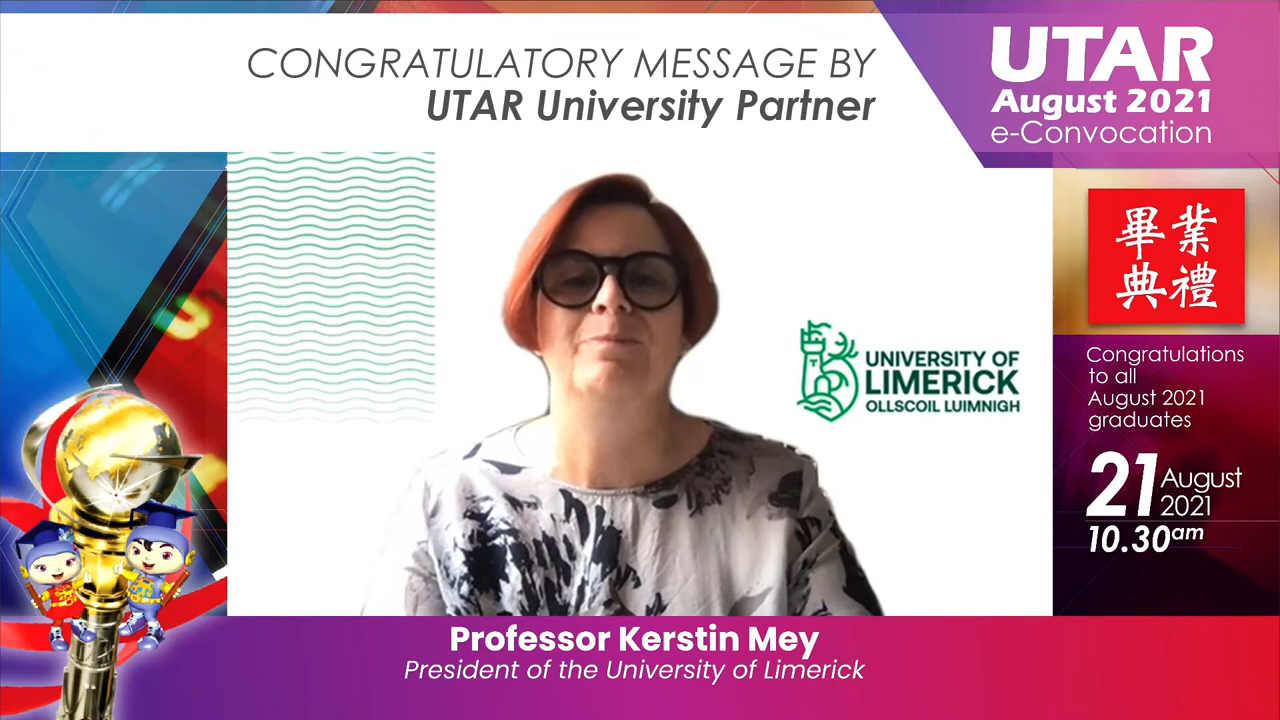 CONGRATULATORY MESSAGE BY
UTAR University Partner
UTAR
August 2021
e-Convocation
畢業
典禮
UNIVERSITY OF
LIMERICK
OLLSCOIL LUIMNIGH
Congratulations
to all
August 2021
graduates
21 August
2021
10.30am
Professor Kerstin Mey
President of the University of Limerick